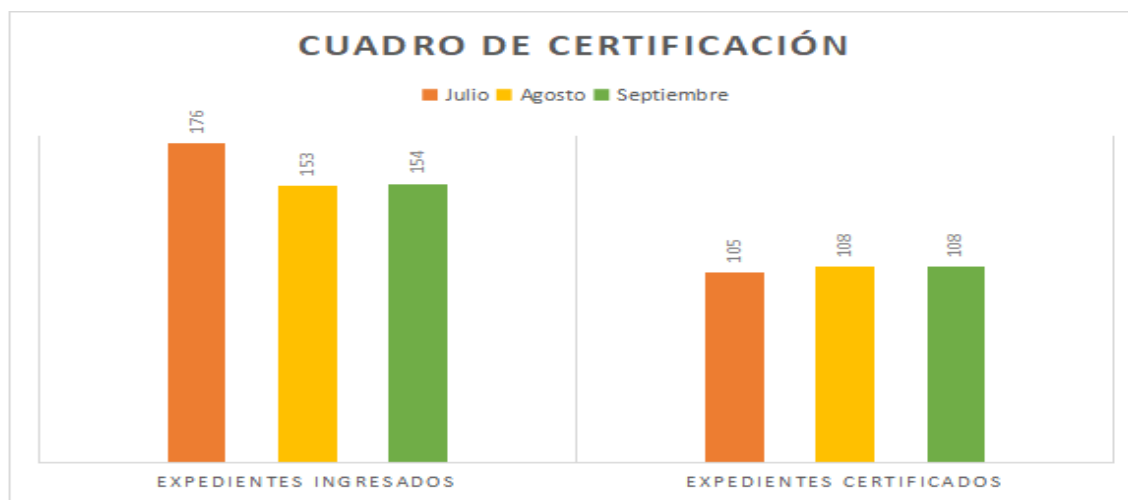 CUADRO DE CERTIFICACIÓN
Julio Agosto Septiembre
176
153
154
105
108
108
EXPEDIENTES INGRESADOS
EXPEDIENTES CERTIFICADOS